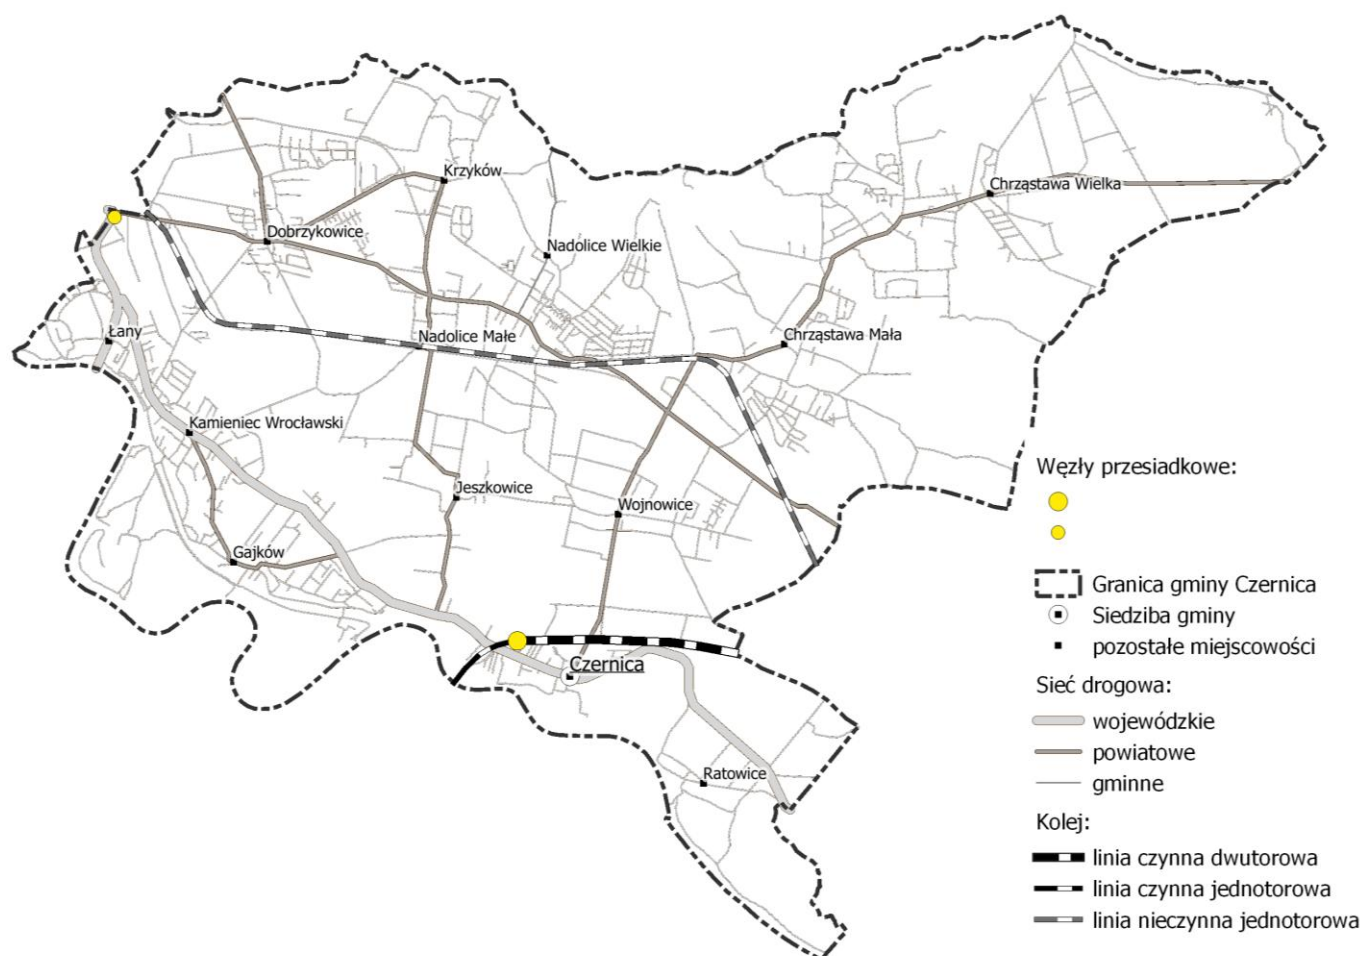 Krzyków
Chrząstawa Wielka
Dobrzykowice
Nadolice Wielkie
Łany
Nadolice Małe
Chrząstawa Mała
Kamieniec Wrocławski
Jeszkowice
Wojnowice
Gajków
Czernica
Ratowice
Węzły przesiadkowe:
Granica gminy Czernica
Siedziba gminy
pozostałe miejscowości
Sieć drogowa:
wojewódzkie
powiatowe
gminne
Kolej:
linia czynna dwutorowa
linia czynna jednotorowa
linia nieczynna jednotorowa